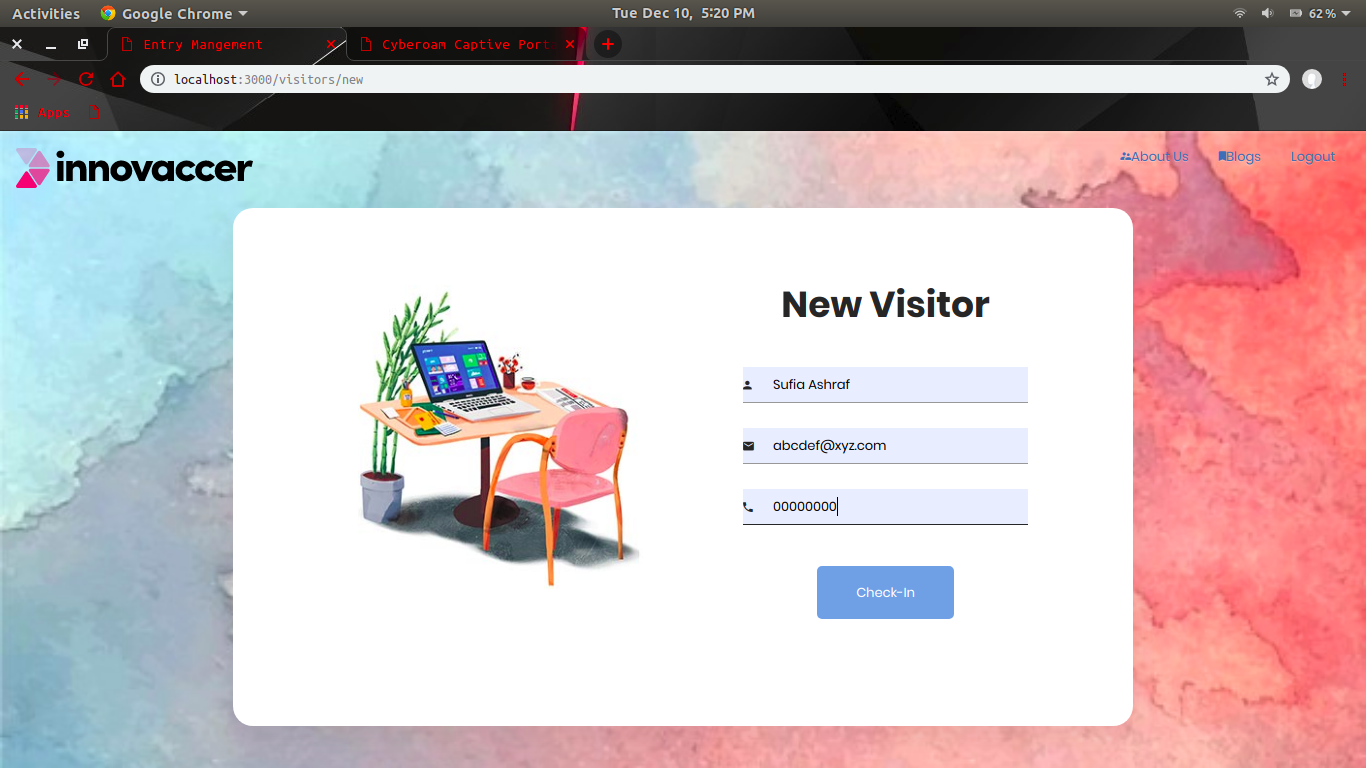 Activities Google Chrome Tue Dec 10, 5:20 PM 62%
Entry Mangement Cyberoam Captive Port
localhost:3000/visitors/new
Apps
innovaccer About Us Blogs Logout
New Visitor
Sufia Ashraf
abcdef@xyz.com
00000000
Check-In